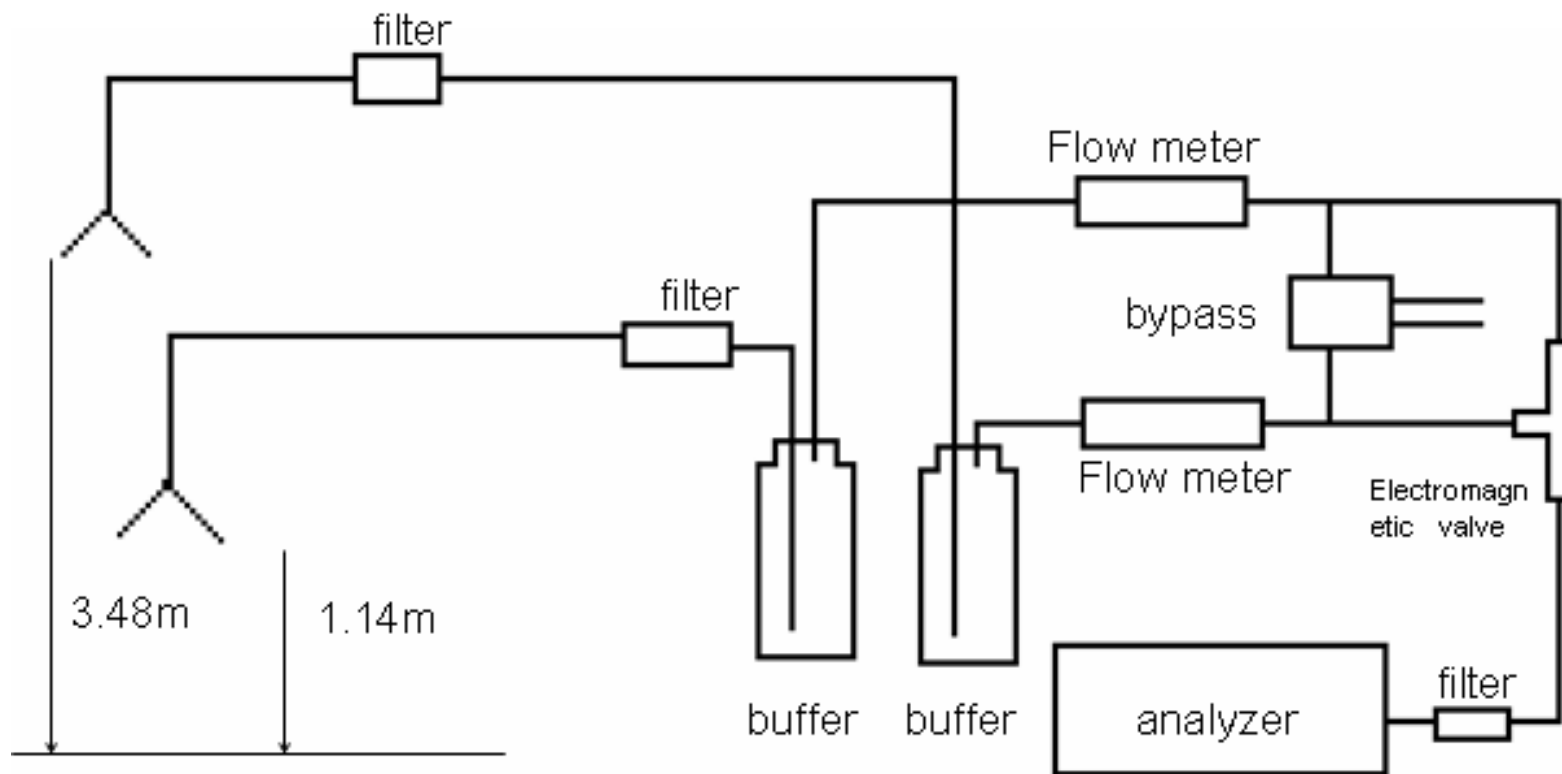 filter
Flow meter
filter
bypass
Flow meter
Electromagn
etic valve
3.48m
1.14m
buffer
buffer
analyzer
filter